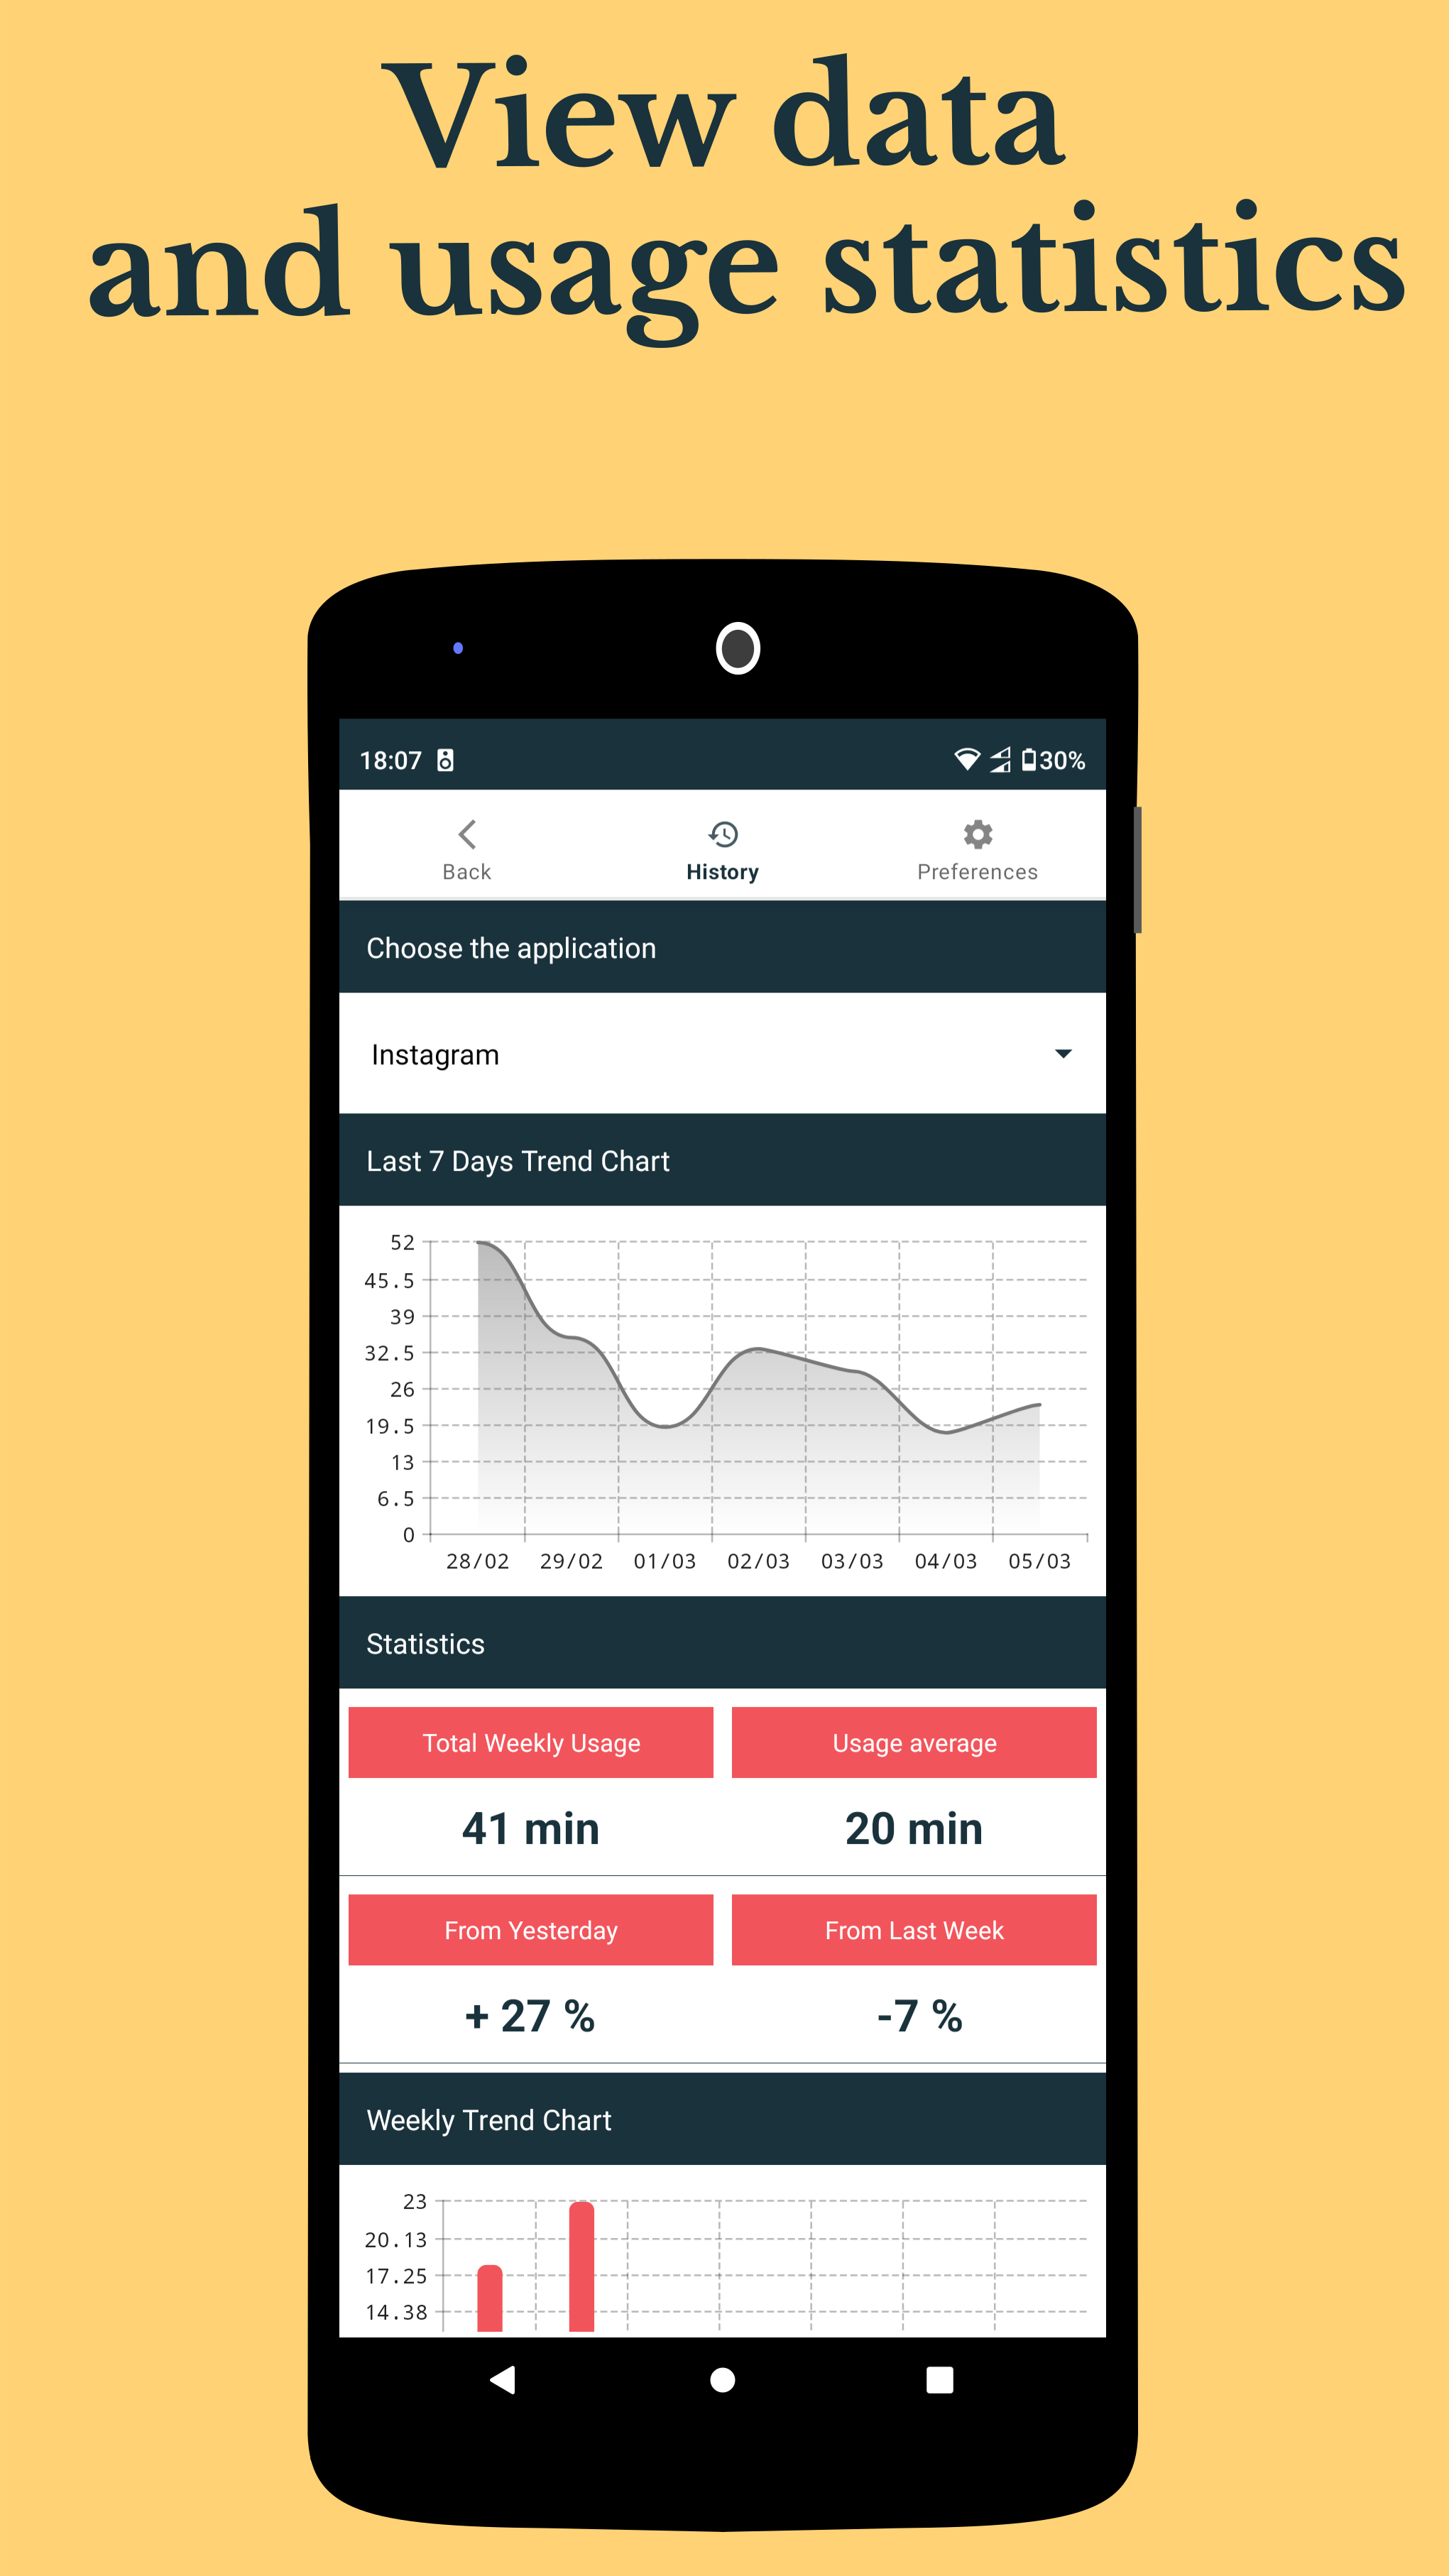 View data
and usage statistics
18:07 30%
Back History Preferences
Choose the application
Instagram
Last 7 Days Trend Chart
52
45.5
39
32.5
26
19.5
13
6.5
0
28/02 29/02 01/03 02/03 03/03 04/03 05/03
Statistics
Total Weekly Usage Usage average
41 min 20 min
From Yesterday From Last Week
+ 27 % -7 %
Weekly Trend Chart
23
20.13
17.25
14.38